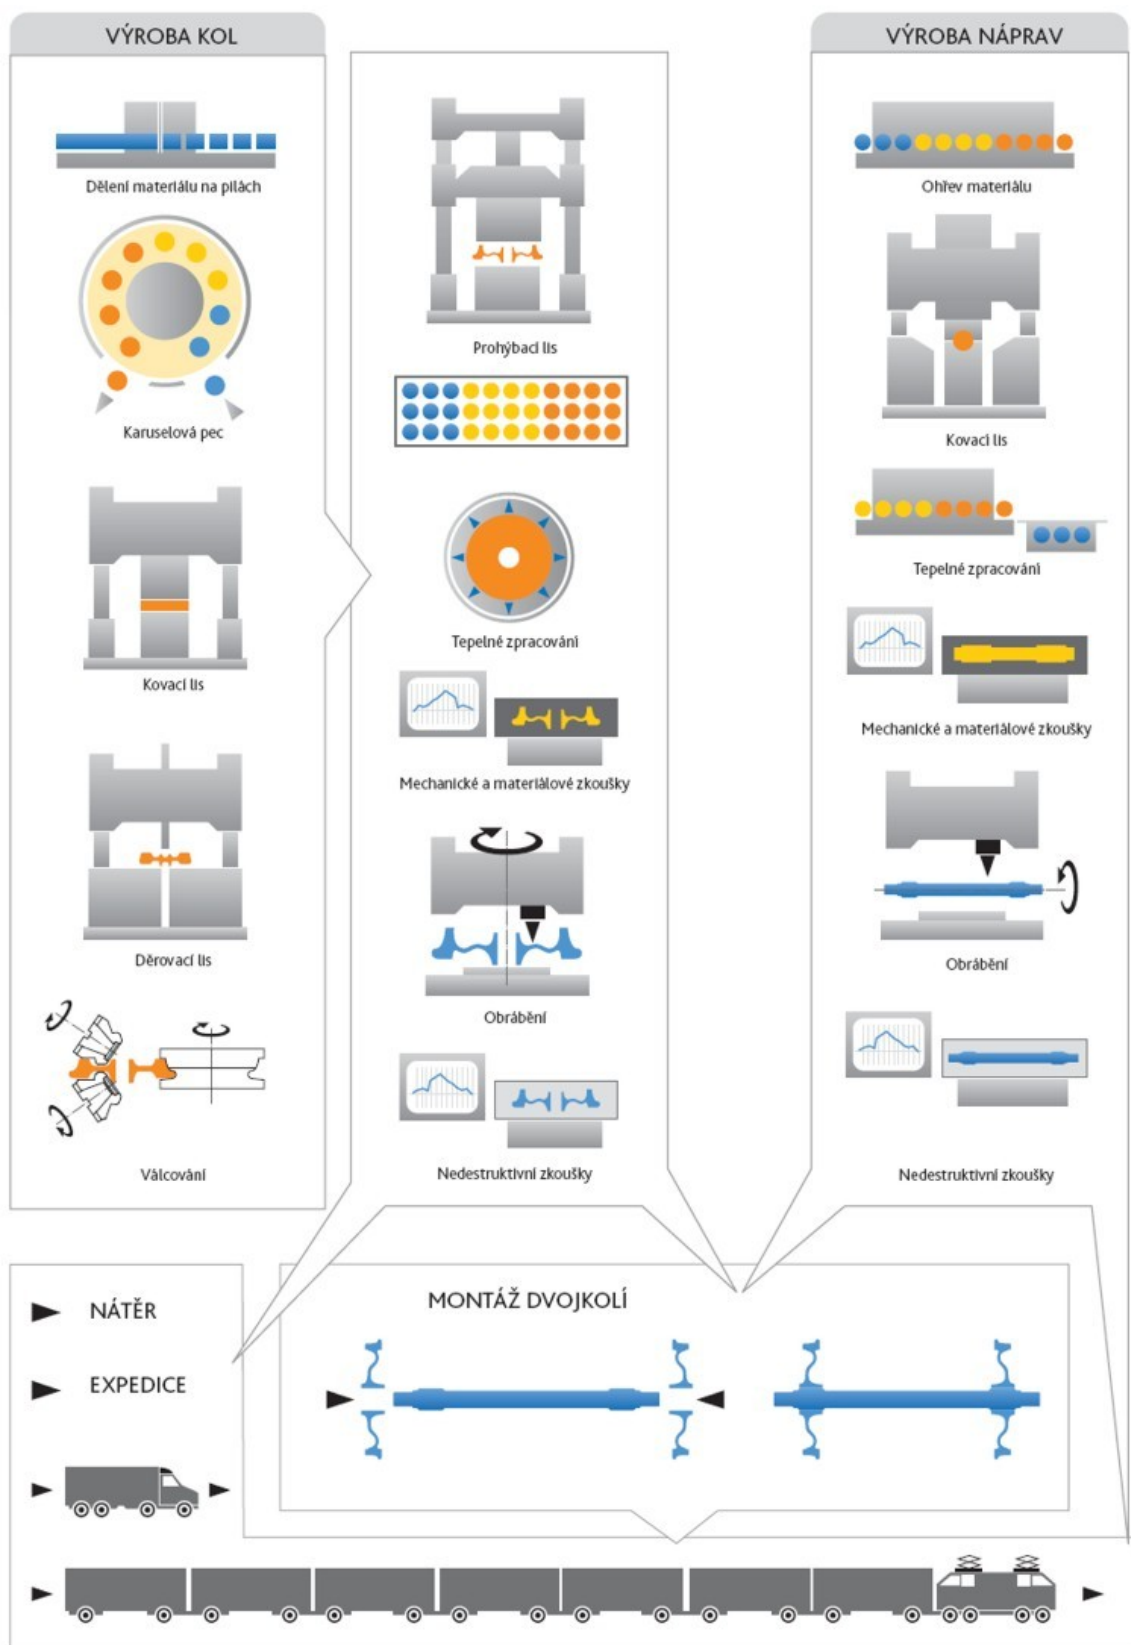 VÝROBA KOL
Dělení materiálu na pilách
Karuselová pec
Kovací lis
Děrovací lis
Válcování
Prohýbací lis
Tepelné zpracování
Mechanické a materiálové zkoušky
Obrábění
Nedestruktivní zkoušky
VÝROBA NÁPRAV
Ohřev materiálu
Kovací lis
Tepelné zpracování
Mechanické a materiálové zkoušky
Obrábění
Nedestruktivní zkoušky
MONTÁŽ DVOJKOLÍ
NÁTĚR
EXPEDICE